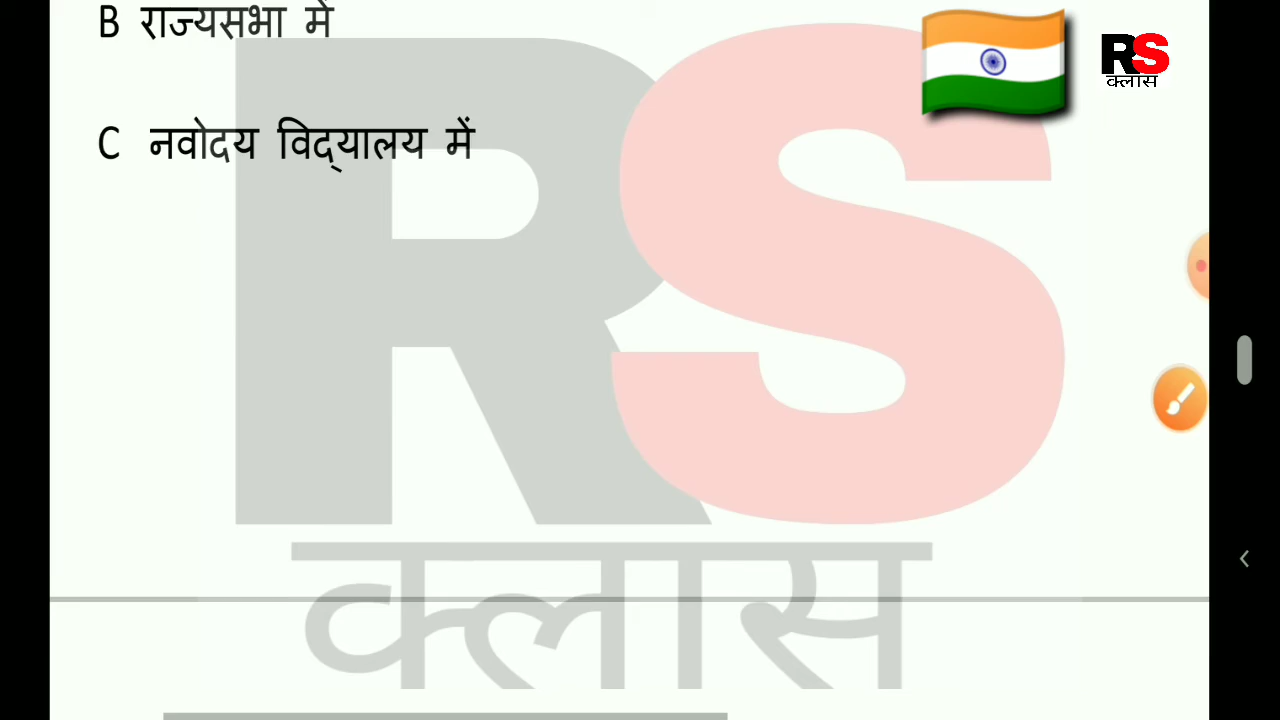 B राज्यसभा में
RS
क्लास
C नवोदय विद्यालय में
RS
क्लास